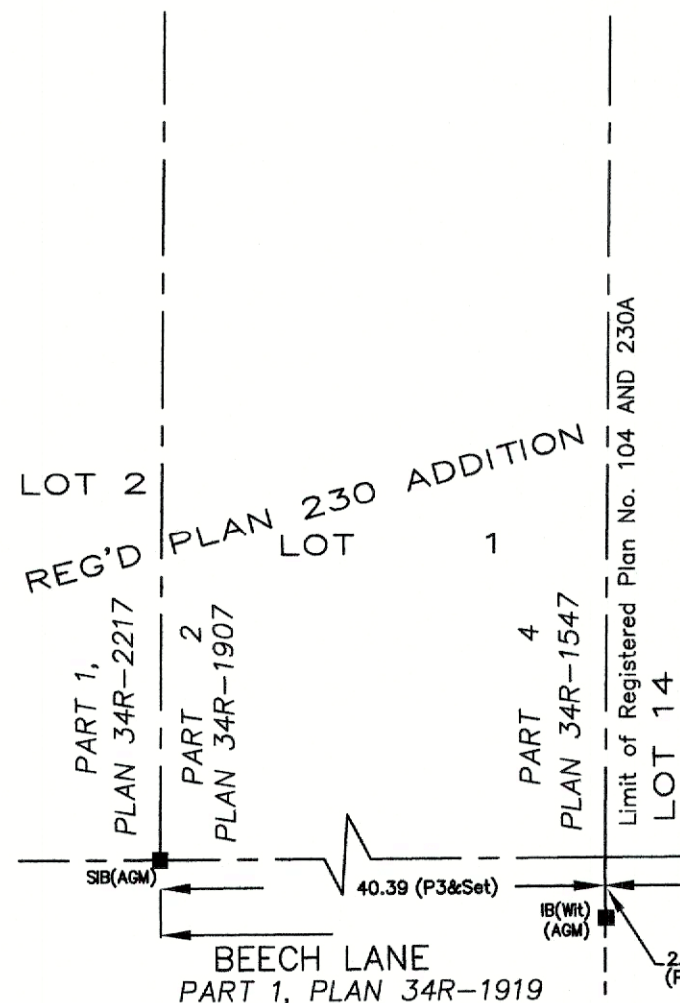 LOT 2
REG'D PLAN 230 ADDITION
LOT 1
PART 1,
PLAN 34R-2217
PART 2
PLAN 34R-1907
PART 4
PLAN 34R-1547
Limit of Registered Plan No. 104 AND 230A
LOT 14
SIB(AGM)
40.39 (P3&Set)
IB(Wit)
(AGM)
BEECH LANE
PART 1, PLAN 34R-1919